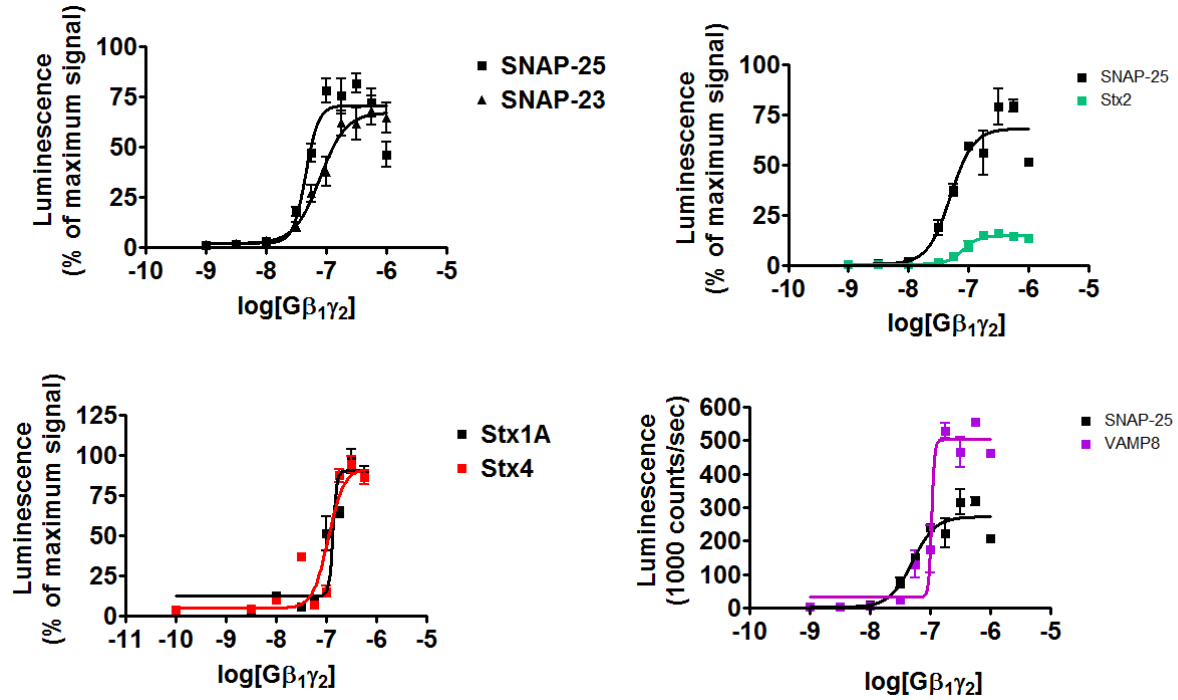 Luminescence
(% of maximum signal)
100
75
50
25
0
-10 -9 -8 -7 -6 -5
log[Gβ₁γ₂]
SNAP-25
SNAP-23
Luminescence
(% of maximum signal)
100
75
50
25
0
-10 -9 -8 -7 -6 -5
log[Gβ₁γ₂]
SNAP-25
Stx2
Luminescence
(% of maximum signal)
125
100
75
50
25
0
-11 -10 -9 -8 -7 -6 -5
log[Gβ₁γ₂]
Stx1A
Stx4
Luminescence
(1000 counts/sec)
600
500
400
300
200
100
0
-10 -9 -8 -7 -6 -5
log[Gβ₁γ₂]
SNAP-25
VAMP8